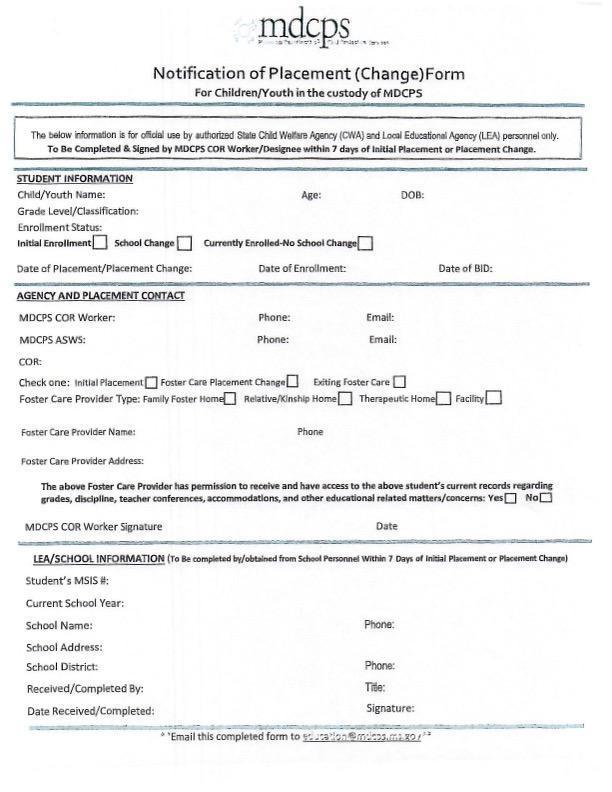 mdcps
Notification of Placement (Change)Form
For Children/Youth in the custody of MDCPS
The below information is for official use by authorized State Child Welfare Agency (CWA) and Local Educational Agency (LEA) personnel only.
To Be Completed & Signed by MDCPS COR Worker/Designee within 7 days of Initial Placement or Placement Change.
STUDENT INFORMATION
Child/Youth Name: Age: DOB:
Grade Level/Classification:
Enrollment Status:
Initial Enrollment School Change Currently Enrolled-No School Change
Date of Placement/Placement Change: Date of Enrollment: Date of BID:
AGENCY AND PLACEMENT CONTACT
MDCPS COR Worker: Phone: Email:
MDCPS ASWS: Phone: Email:
COR:
Check one: Initial Placement Foster Care Placement Change Exiting Foster Care
Foster Care Provider Type: Family Foster Home Relative/Kinship Home Therapeutic Home Facility
Foster Care Provider Name: Phone
Foster Care Provider Address:
The above Foster Care Provider has permission to receive and have access to the above student's current records regarding
grades, discipline, teacher conferences, accommodations, and other educational related matters/concerns: Yes No
MDCPS COR Worker Signature Date
LEA/SCHOOL INFORMATION (To Be completed by/obtained from School Personnel Within 7 Days of Initial Placement or Placement Change)
Student's MSIS #:
Current School Year:
School Name: Phone:
School Address:
School District: Phone:
Received/Completed By: Title:
Date Received/Completed: Signature:
**Email this completed form to education@mdcps.ms.gov**